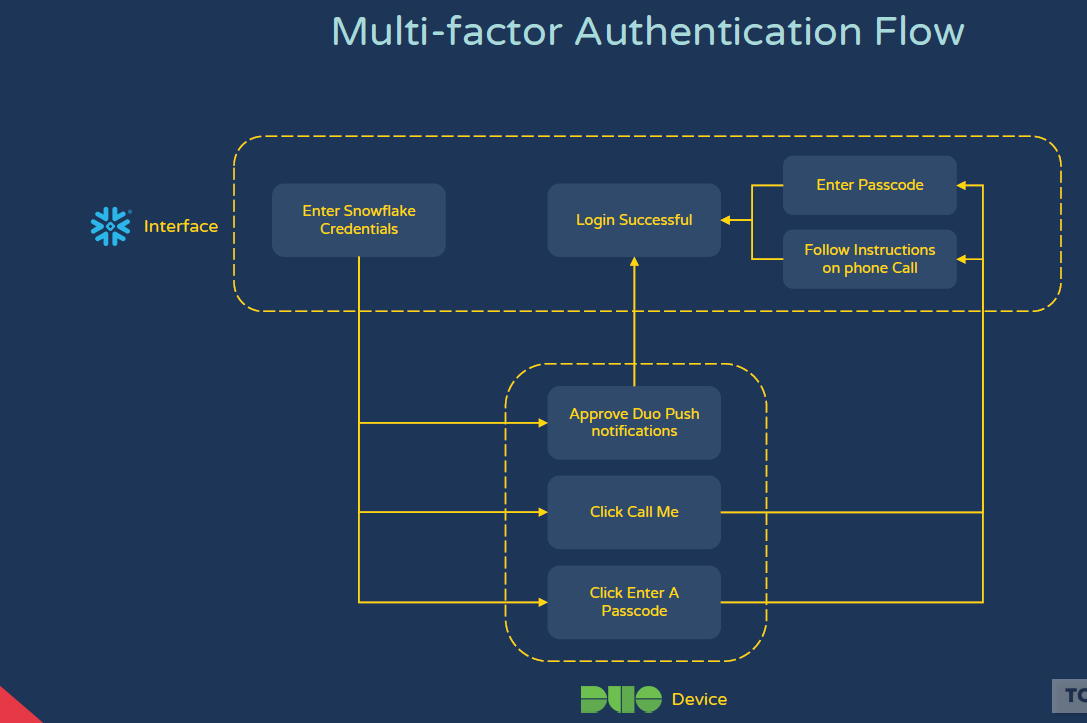 Multi-factor Authentication Flow
Interface
Enter Snowflake
Credentials
Login Successful
Enter Passcode
Follow Instructions
on phone Call
Approve Duo Push
notifications
Click Call Me
Click Enter A
Passcode
DUO
Device